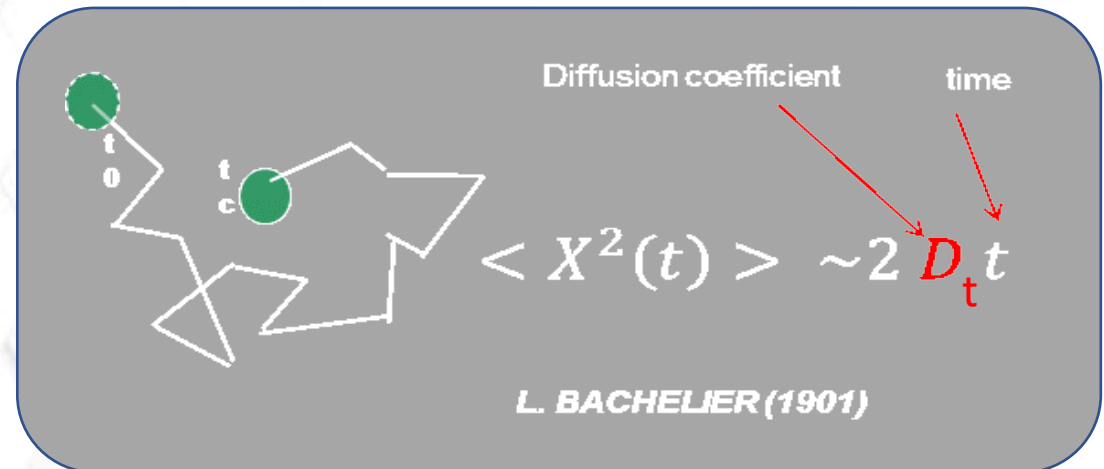 Diffusion coefficient time
t
0
t
c
< X²(t) > ~2 Dₜ t
L. BACHELIER (1901)